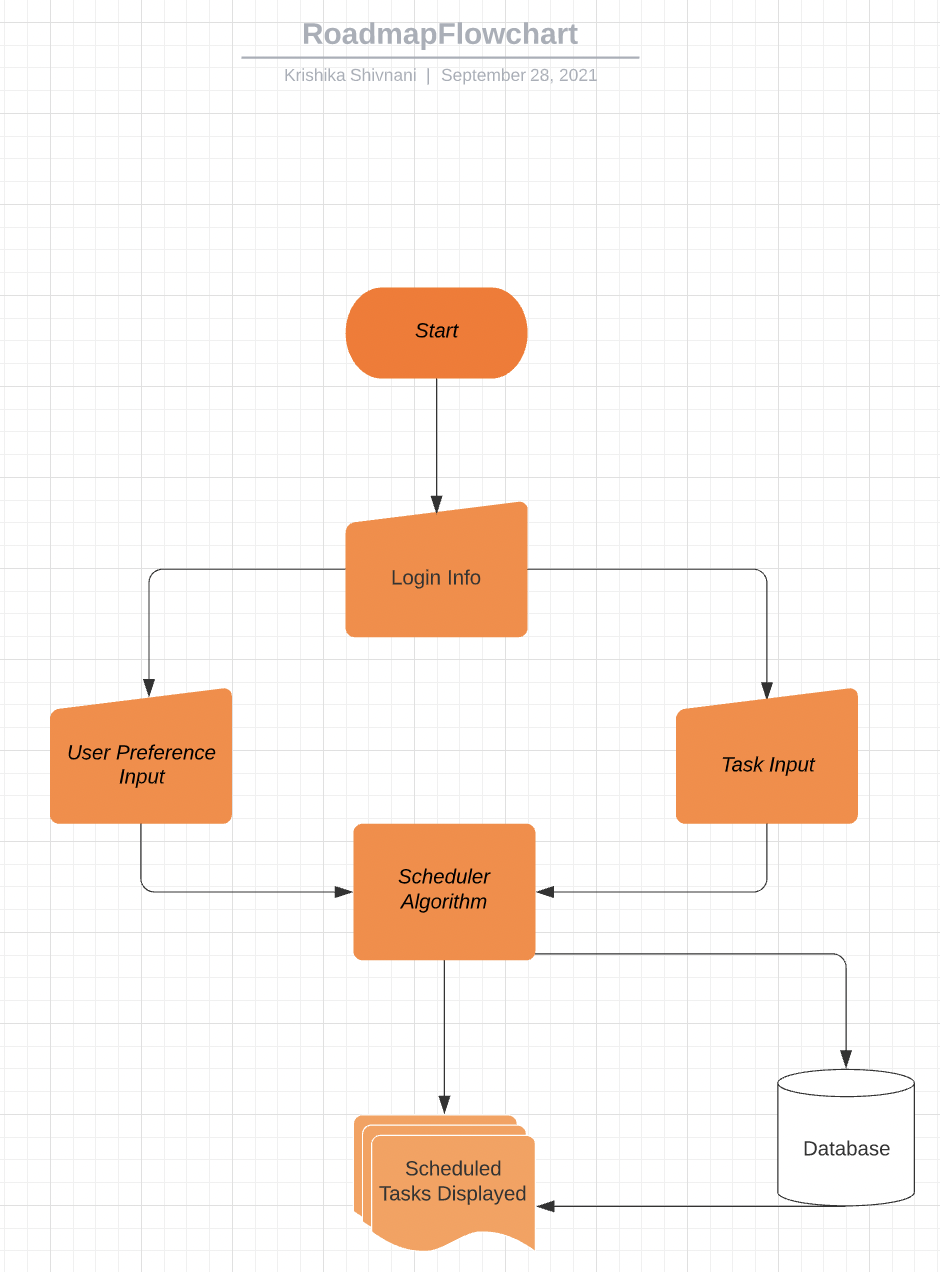 RoadmapFlowchart
Krishika Shivnani | September 28, 2021
Start
Login Info
User Preference
Input
Task Input
Scheduler
Algorithm
Database
Scheduled
Tasks Displayed